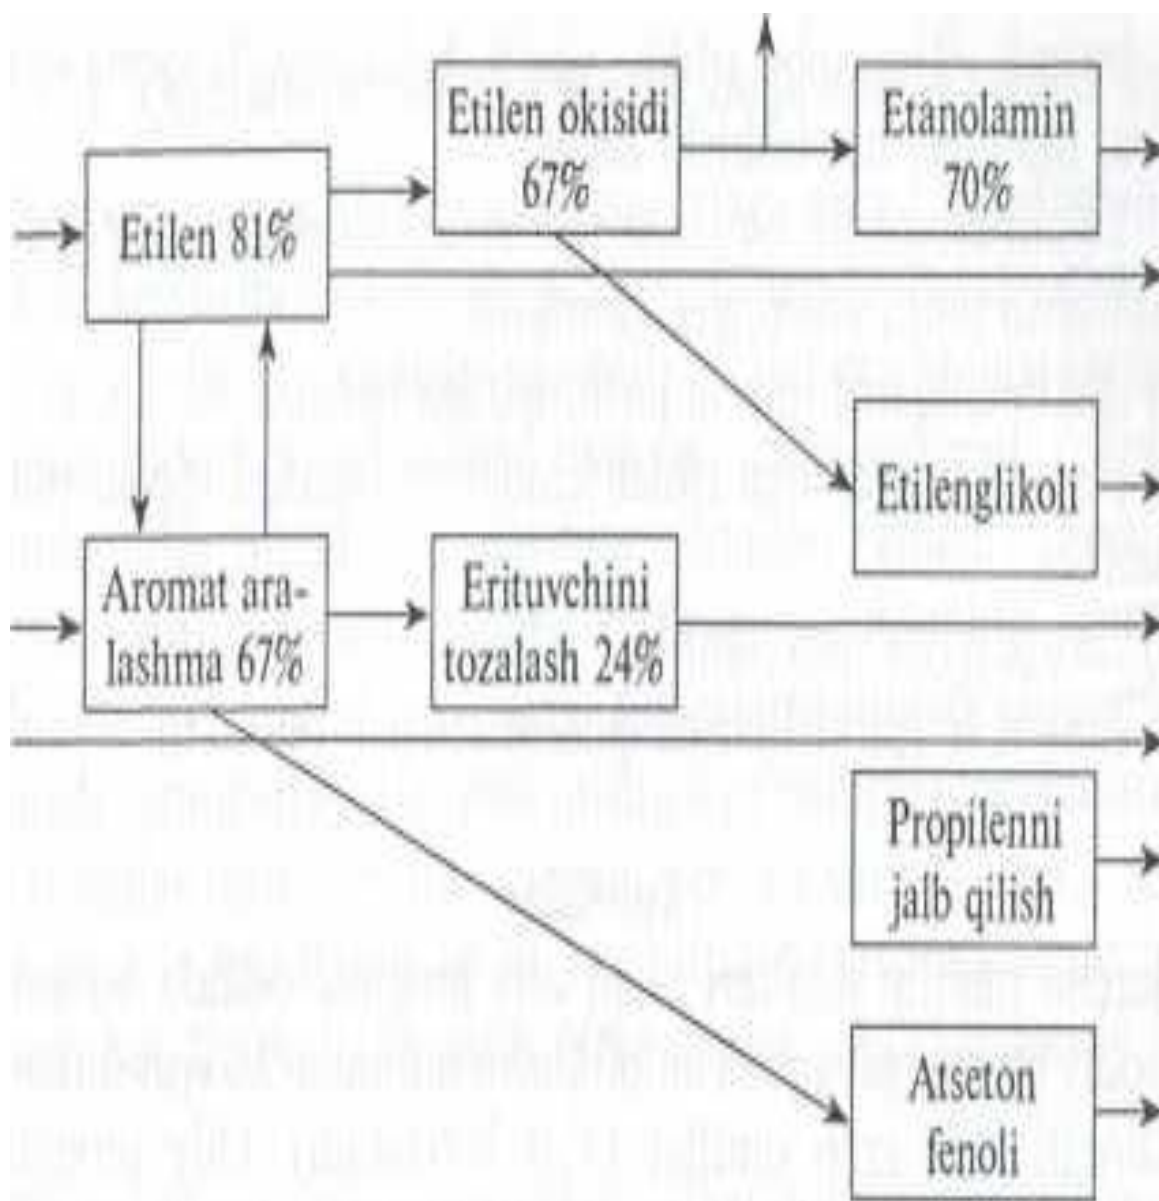 Etilen okisidi
67%
Etanolamin
70%
Etilen 81%
Etilenglikoli
Aromat ara-
lashma 67%
Erituvchini
tozalash 24%
Propilenni
jalb qilish
Atseton
fenoli